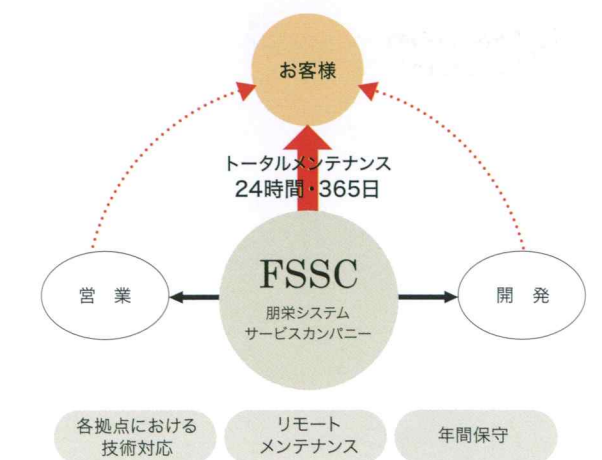 お客様
トータルメンテナンス
24時間・365日
FSSC
朋栄システム
サービスカンパニー
営 業
開 発
各拠点における
技術対応
リモート
メンテナンス
年間保守